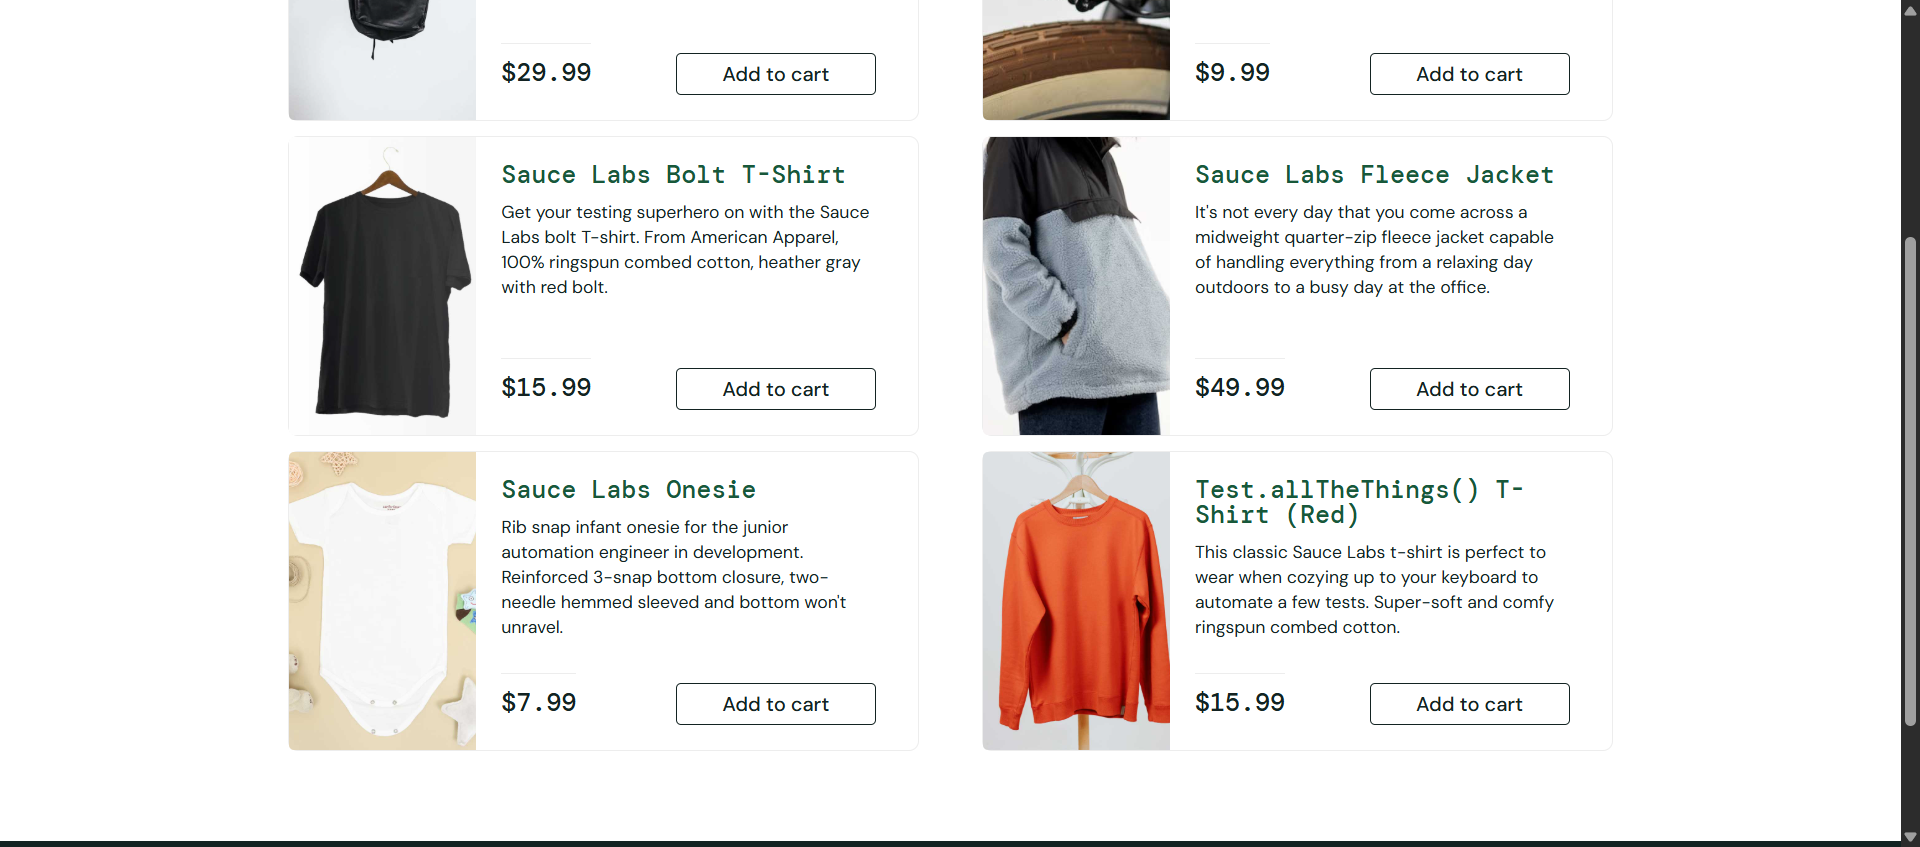 $29.99
Add to cart
$9.99
Add to cart
Sauce Labs Bolt T-Shirt
Get your testing superhero on with the Sauce
Labs bolt T-shirt. From American Apparel,
100% ringspun combed cotton, heather gray
with red bolt.
$15.99
Add to cart
Sauce Labs Fleece Jacket
It's not every day that you come across a
midweight quarter-zip fleece jacket capable
of handling everything from a relaxing day
outdoors to a busy day at the office.
$49.99
Add to cart
Sauce Labs Onesie
Rib snap infant onesie for the junior
automation engineer in development.
Reinforced 3-snap bottom closure, two-
needle hemmed sleeved and bottom won't
unravel.
$7.99
Add to cart
Test.allTheThings() T-
Shirt (Red)
This classic Sauce Labs t-shirt is perfect to
wear when cozying up to your keyboard to
automate a few tests. Super-soft and comfy
ringspun combed cotton.
$15.99
Add to cart